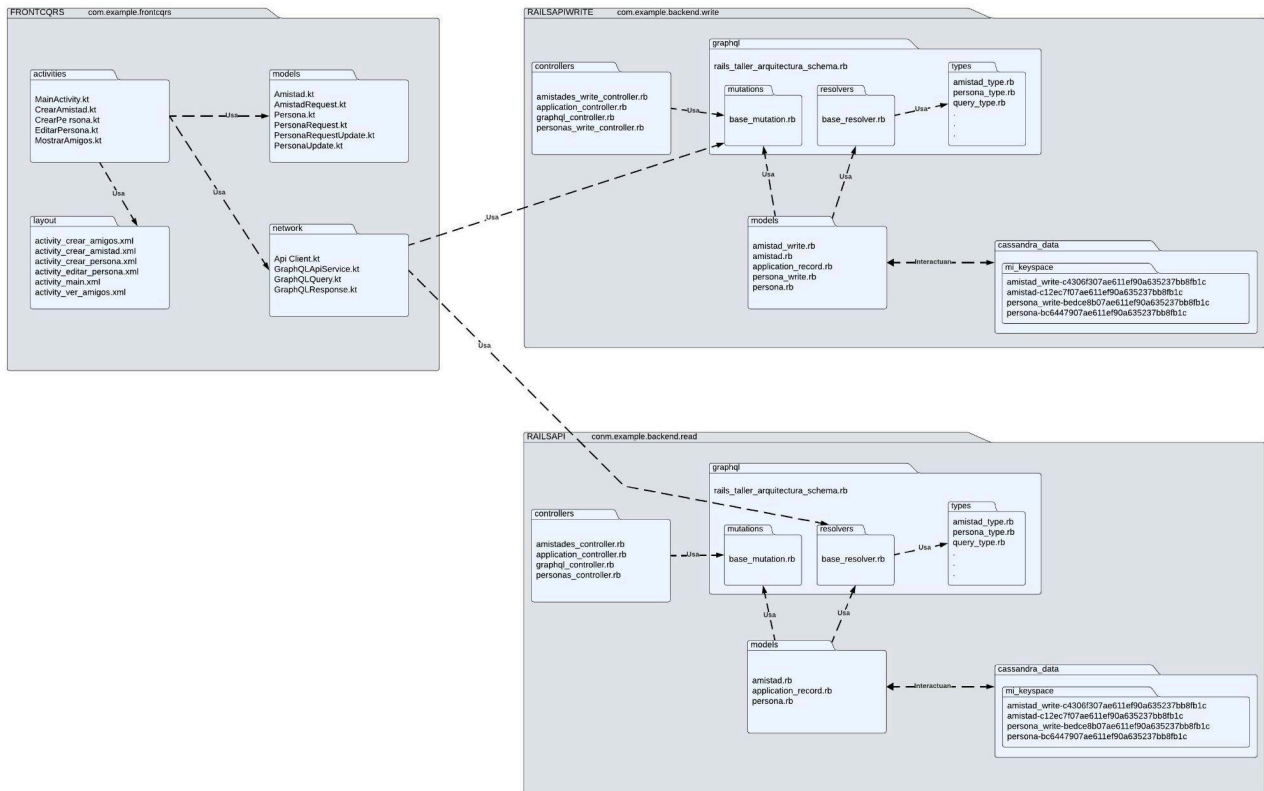 FRONTCQRS com.example.frontcqrs
activities
MainActivity.kt
CrearAmistad.kt
CrearPe rsona.kt
EditarPersona.kt
MostrarAmigos.kt
Usa
models
Amistad.kt
AmistadRequest.kt
Persona.kt
PersonaRequest.kt
PersonaRequestUpdate.kt
PersonaUpdate.kt
Usa
Usa
layout
activity_crear_amigos.xml
activity_crear_amistad.xml
activity_crear_persona.xml
activity_editar_persona.xml
activity_main.xml
activity_ver_amigos.xml
network
Api Client.kt
GraphQLApiService.kt
GraphQLQuery.kt
GraphQLResponse.kt
Usa
Usa
RAILSAPIWRITE com.example.backend.write
controllers
amistades_write_controller.rb
application_controller.rb
graphql_controller.rb
personas_write_controller.rb
Usa
graphql
rails_taller_arquitectura_schema.rb
mutations
base_mutation.rb
resolvers
base_resolver.rb
Usa
types
amistad_type.rb
persona_type.rb
query_type.rb
.
.
.
Usa
Usa
models
amistad_write.rb
amistad.rb
application_record.rb
persona_write.rb
persona.rb
Interactuan
cassandra_data
mi_keyspace
amistad_write-c4306f307ae611ef90a635237bb8fb1c
amistad-c12ec7f07ae611ef90a635237bb8fb1c
persona_write-bedce8b07ae611ef90a635237bb8fb1c
persona-bc6447907ae611ef90a635237bb8fb1c
RAILSAPI conm.example.backend.read
controllers
amistades_controller.rb
application_controller.rb
graphql_controller.rb
personas_controller.rb
Usa
graphql
rails_taller_arquitectura_schema.rb
mutations
base_mutation.rb
resolvers
base_resolver.rb
Usa
types
amistad_type.rb
persona_type.rb
query_type.rb
.
.
.
Usa
Usa
models
amistad.rb
application_record.rb
persona.rb
Interactuan
cassandra_data
mi_keyspace
amistad_write-c4306f307ae611ef90a635237bb8fb1c
amistad-c12ec7f07ae611ef90a635237bb8fb1c
persona_write-bedce8b07ae611ef90a635237bb8fb1c
persona-bc6447907ae611ef90a635237bb8fb1c